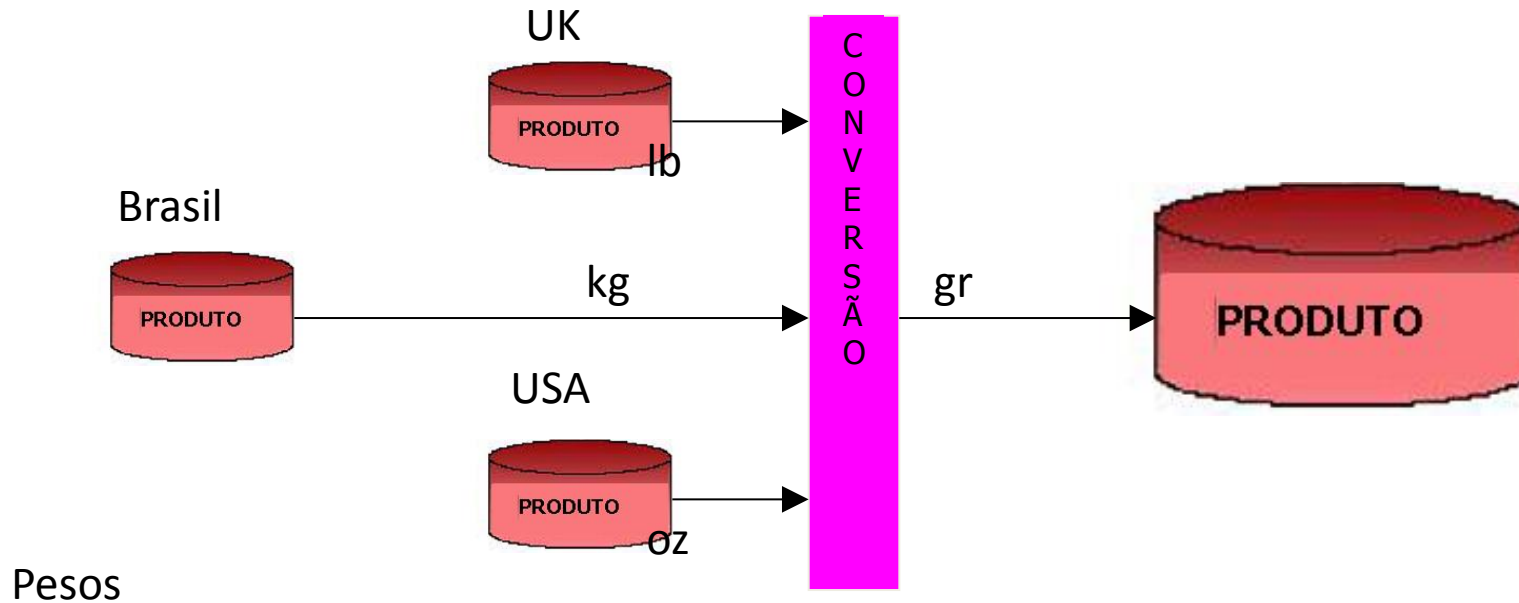 UK
PRODUTO
lb
Brasil
PRODUTO
kg
USA
PRODUTO
oz
C
O
N
V
E
R
S
Ã
O
gr
PRODUTO
Pesos